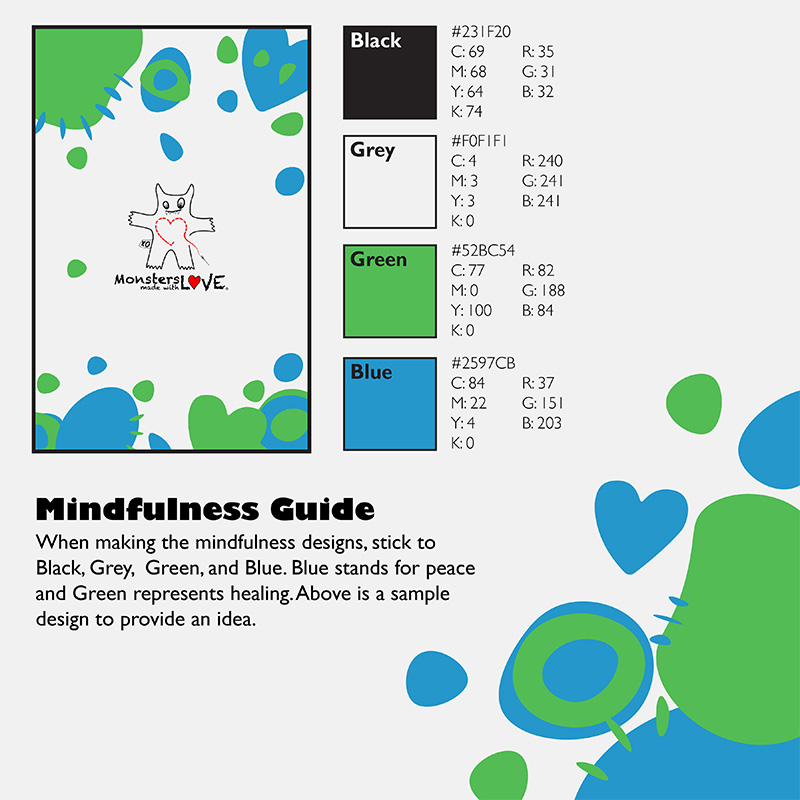 XO
Monsters
made with LOVE®
Black
#231F20
C: 69 R: 35
M: 68 G: 31
Y: 64 B: 32
K: 74
Grey
#F0F1F1
C: 4 R: 240
M: 3 G: 241
Y: 3 B: 241
K: 0
Green
#52BC54
C: 77 R: 82
M: 0 G: 188
Y: 100 B: 84
K: 0
Blue
#2597CB
C: 84 R: 37
M: 22 G: 151
Y: 4 B: 203
K: 0
Mindfulness Guide
When making the mindfulness designs, stick to
Black, Grey,  Green, and Blue. Blue stands for peace
and Green represents healing. Above is a sample
design to provide an idea.